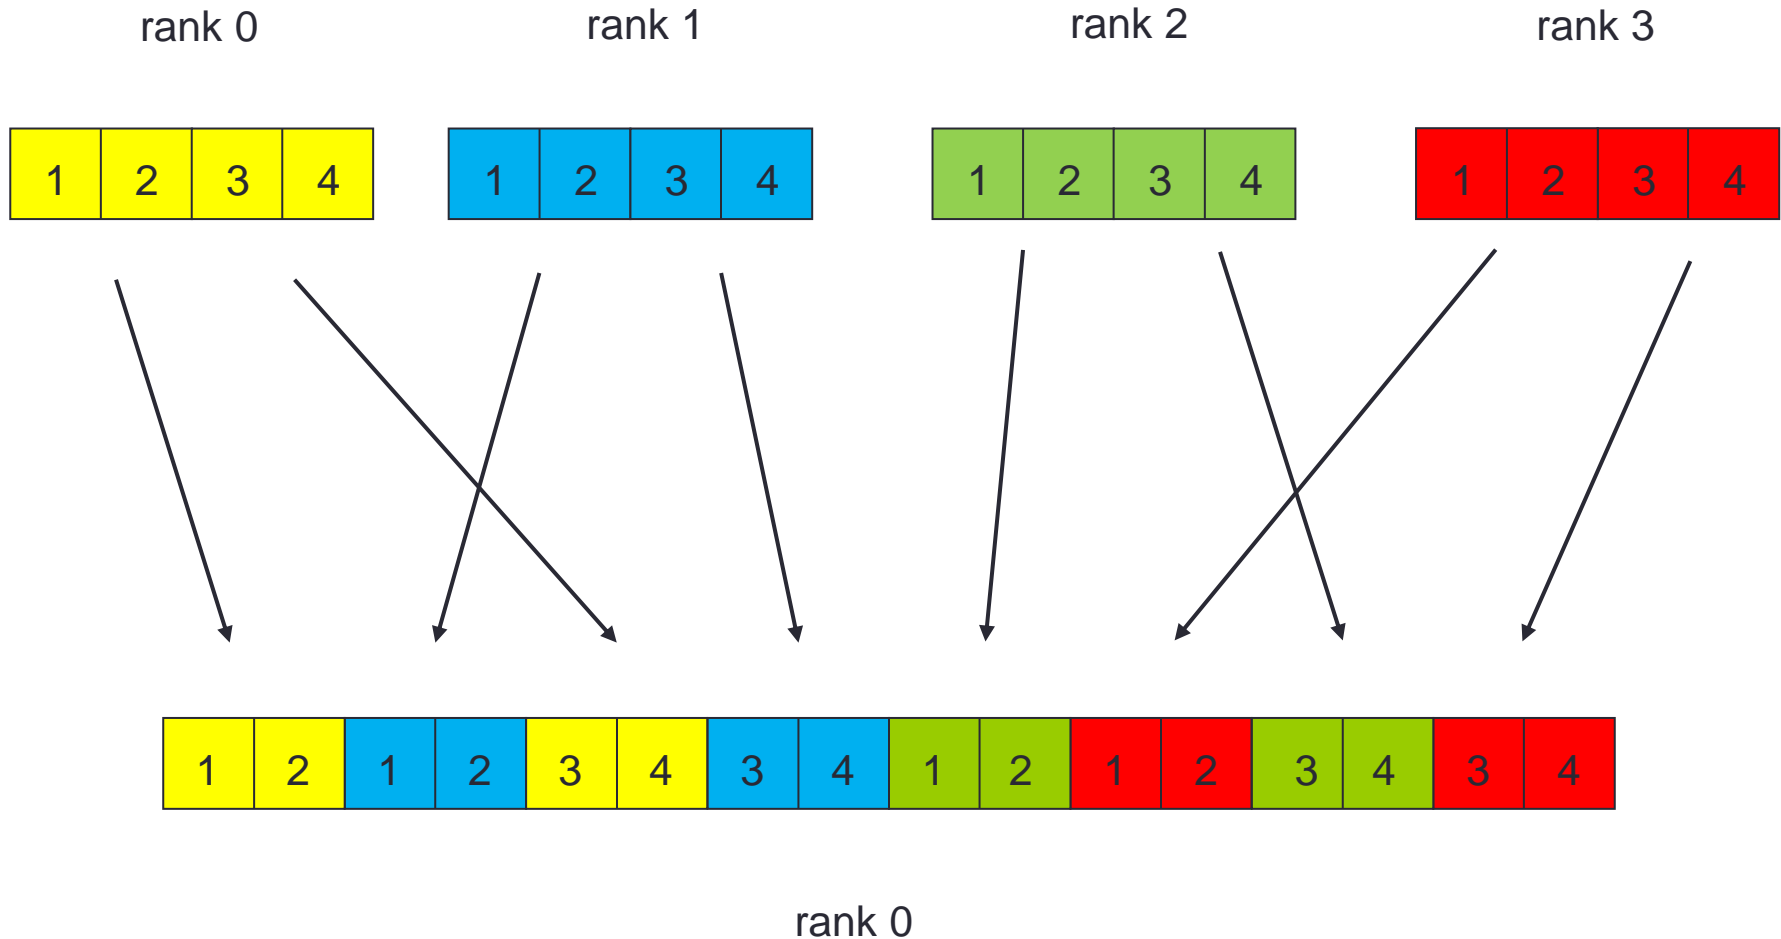 rank 0 rank 1 rank 2 rank 3
1 2 3 4 1 2 3 4 1 2 3 4 1 2 3 4
1 2 1 2 3 4 3 4 1 2 1 2 3 4 3 4
rank 0